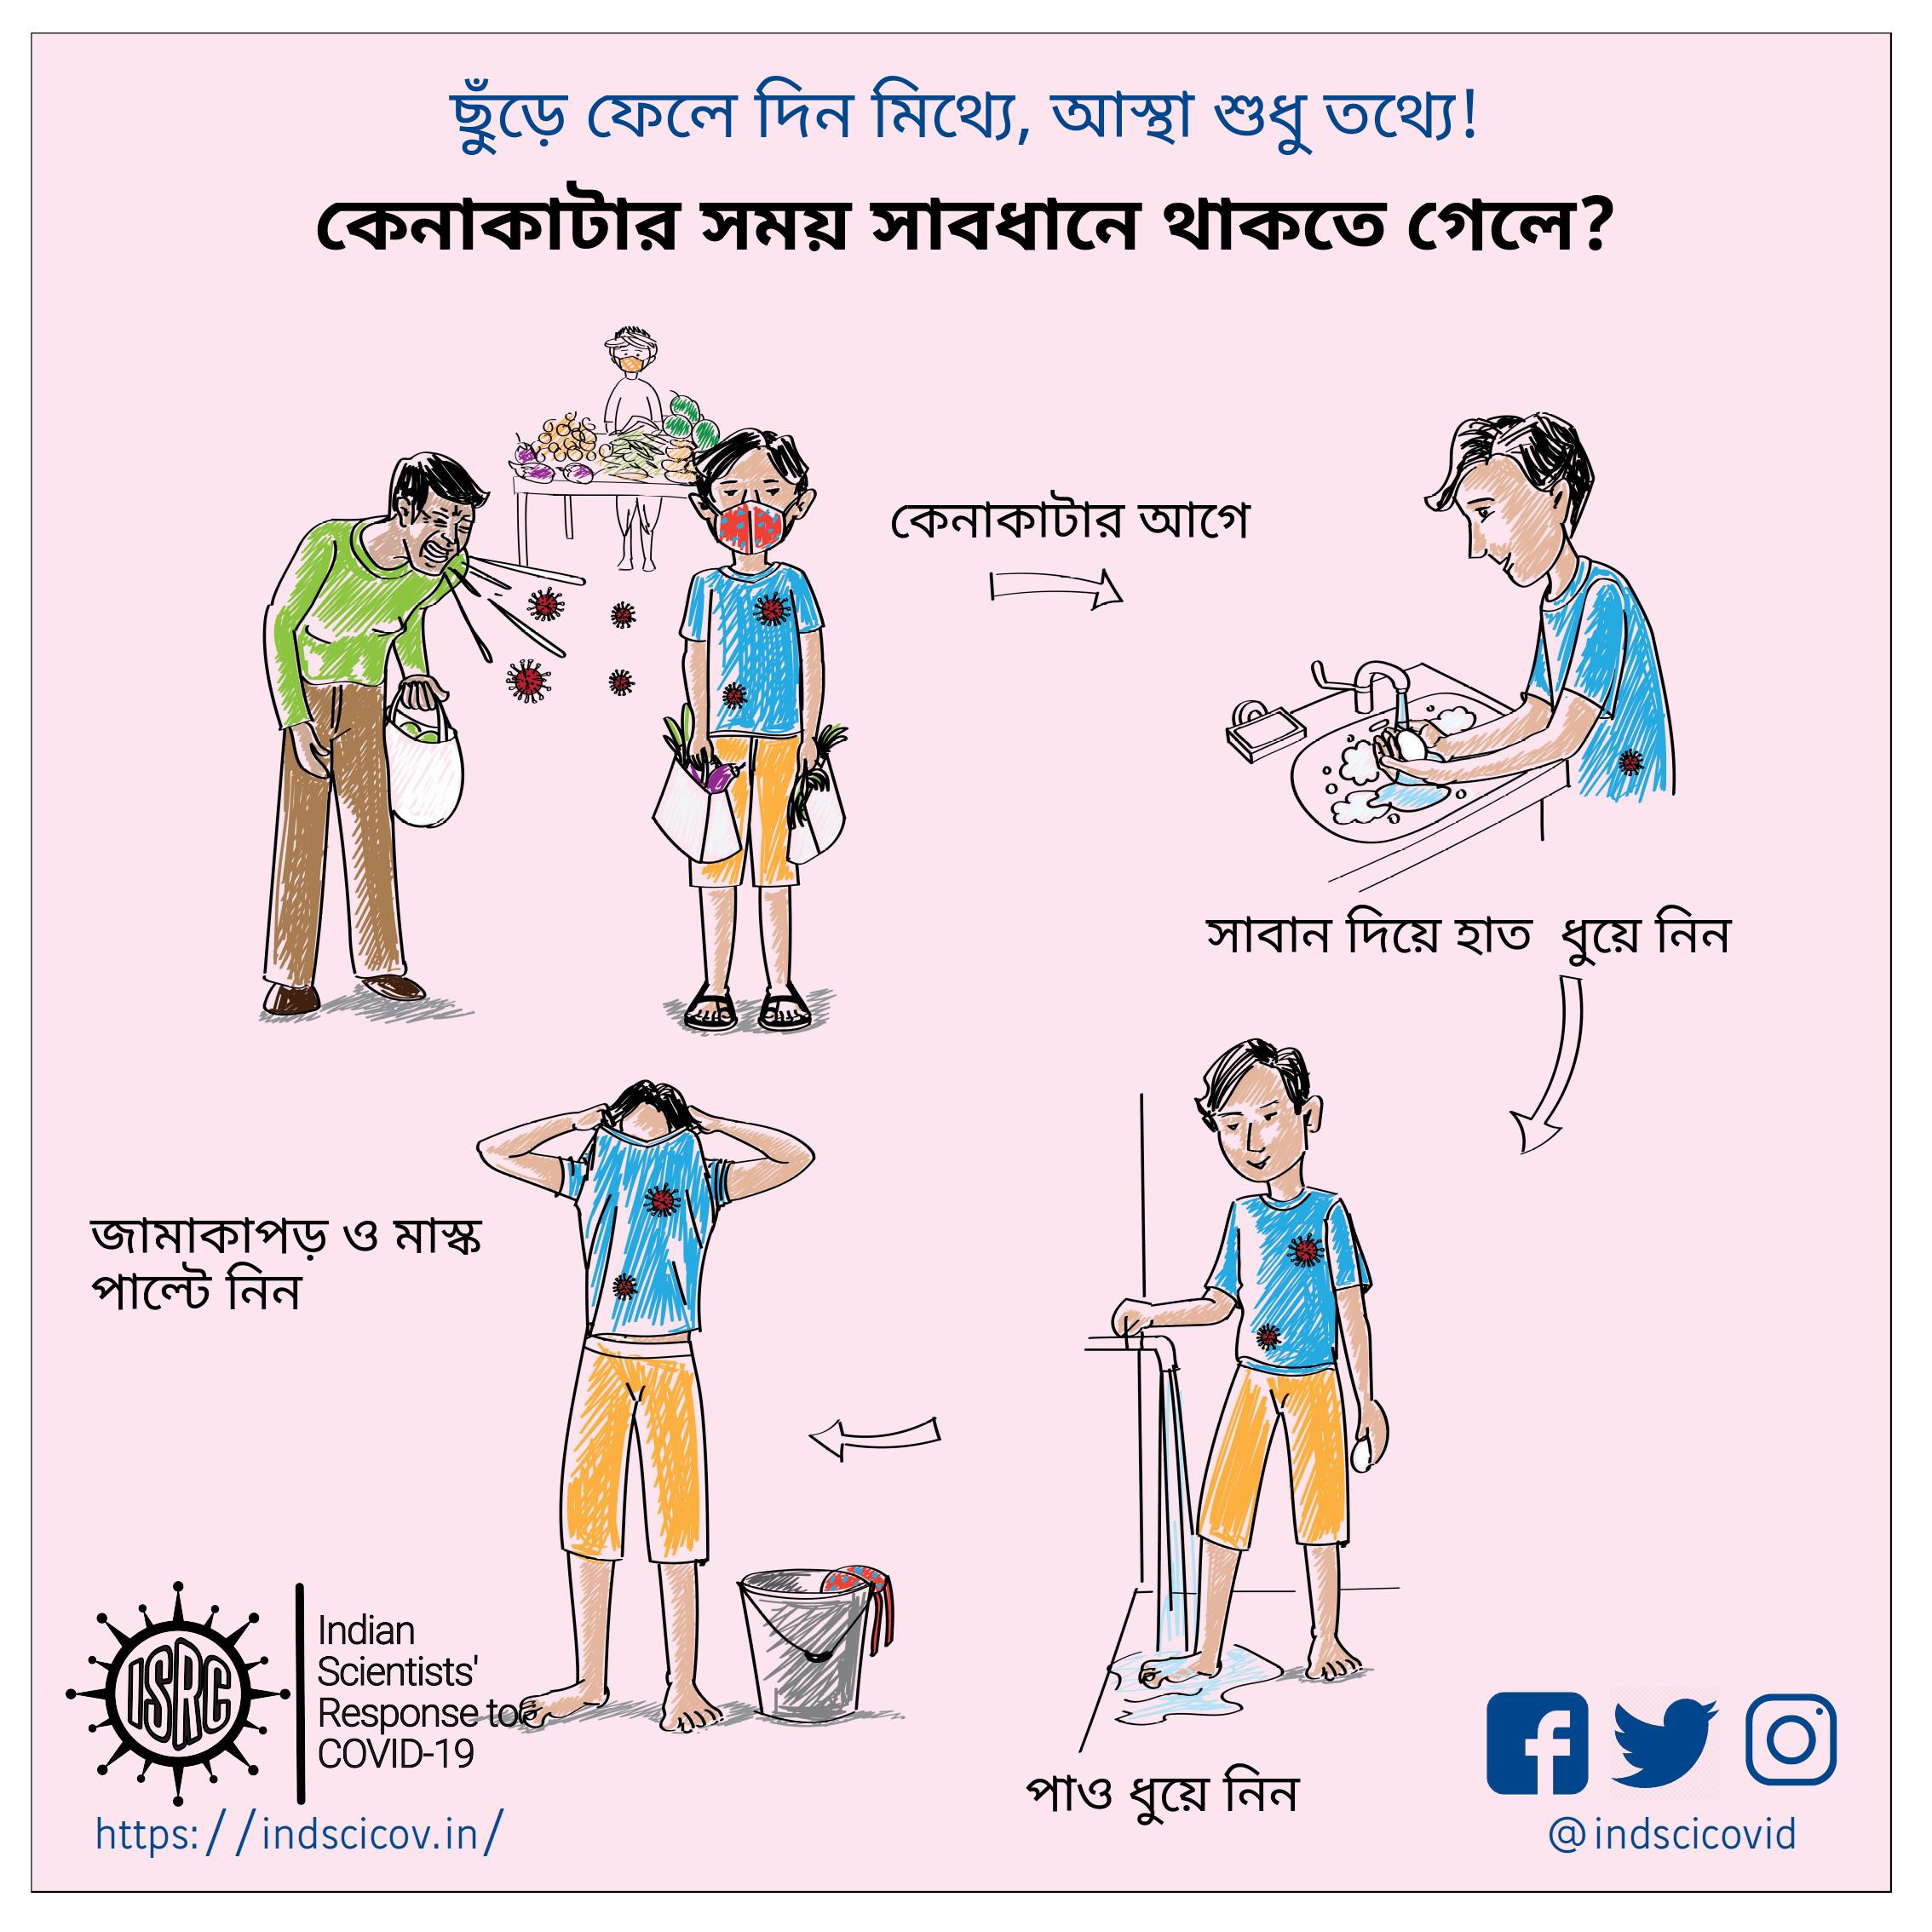 ছুঁড়ে ফেলে দিন মিথ্যে, আস্থা শুধু তথ্যে!
কেনাকাটার সময় সাবধানে থাকতে গেলে?
কেনাকাটার আগে
সাবান দিয়ে হাত ধুয়ে নিন
জামাকাপড় ও মাস্ক
পাল্টে নিন
পাও ধুয়ে নিন
ISRC
Indian
Scientists'
Response to
COVID-19
https://indscicov.in/
@indscicovid